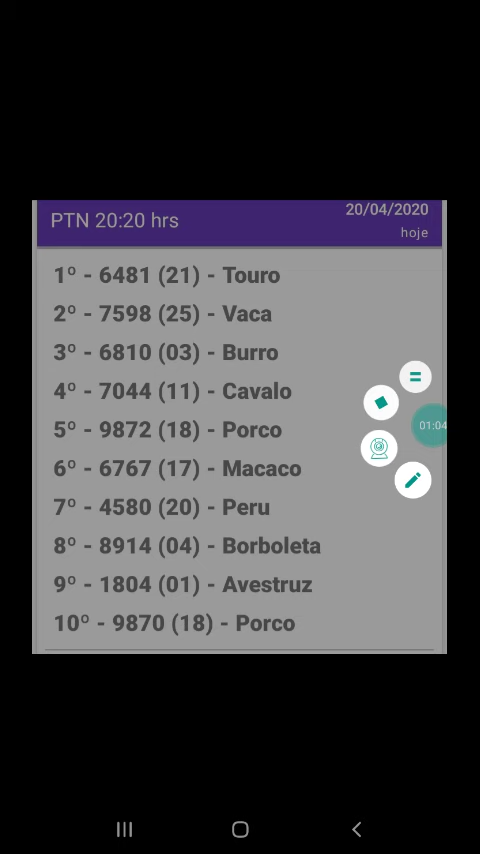 PTN 20:20 hrs
20/04/2020
hoje
1º - 6481 (21) - Touro
2º - 7598 (25) - Vaca
3º - 6810 (03) - Burro
4º - 7044 (11) - Cavalo
5º - 9872 (18) - Porco
6º - 6767 (17) - Macaco
7º - 4580 (20) - Peru
8º - 8914 (04) - Borboleta
9º - 1804 (01) - Avestruz
10º - 9870 (18) - Porco
01:04